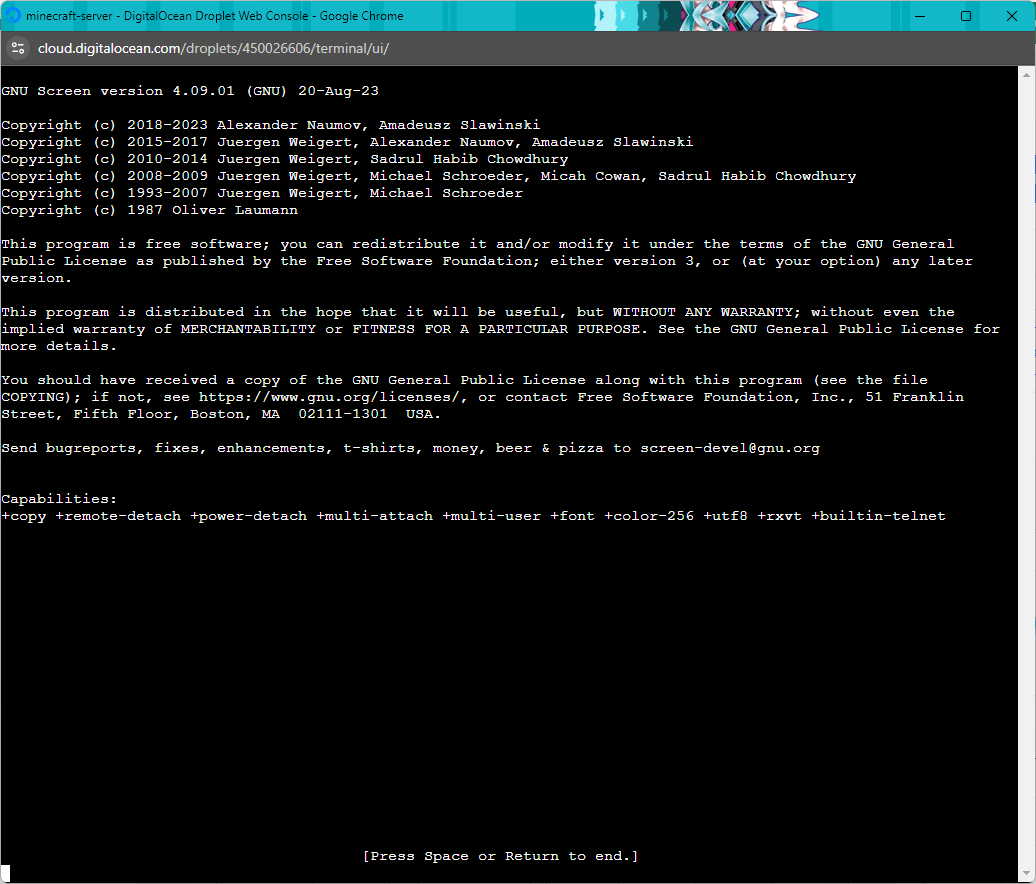 minecraft-server - DigitalOcean Droplet Web Console - Google Chrome
cloud.digitalocean.com/droplets/450026606/terminal/ui/
GNU Screen version 4.09.01 (GNU) 20-Aug-23
Copyright (c) 2018-2023 Alexander Naumov, Amadeusz Slawinski
Copyright (c) 2015-2017 Juergen Weigert, Alexander Naumov, Amadeusz Slawinski
Copyright (c) 2010-2014 Juergen Weigert, Sadrul Habib Chowdhury
Copyright (c) 2008-2009 Juergen Weigert, Michael Schroeder, Micah Cowan, Sadrul Habib Chowdhury
Copyright (c) 1993-2007 Juergen Weigert, Michael Schroeder
Copyright (c) 1987 Oliver Laumann
This program is free software; you can redistribute it and/or modify it under the terms of the GNU General
Public License as published by the Free Software Foundation; either version 3, or (at your option) any later
version.
This program is distributed in the hope that it will be useful, but WITHOUT ANY WARRANTY; without even the
implied warranty of MERCHANTABILITY or FITNESS FOR A PARTICULAR PURPOSE. See the GNU General Public License for
more details.
You should have received a copy of the GNU General Public License along with this program (see the file
COPYING); if not, see https://www.gnu.org/licenses/, or contact Free Software Foundation, Inc., 51 Franklin
Street, Fifth Floor, Boston, MA  02111-1301  USA.
Send bugreports, fixes, enhancements, t-shirts, money, beer & pizza to screen-devel@gnu.org
Capabilities:
+copy +remote-detach +power-detach +multi-attach +multi-user +font +color-256 +utf8 +rxvt +builtin-telnet
[Press Space or Return to end.]